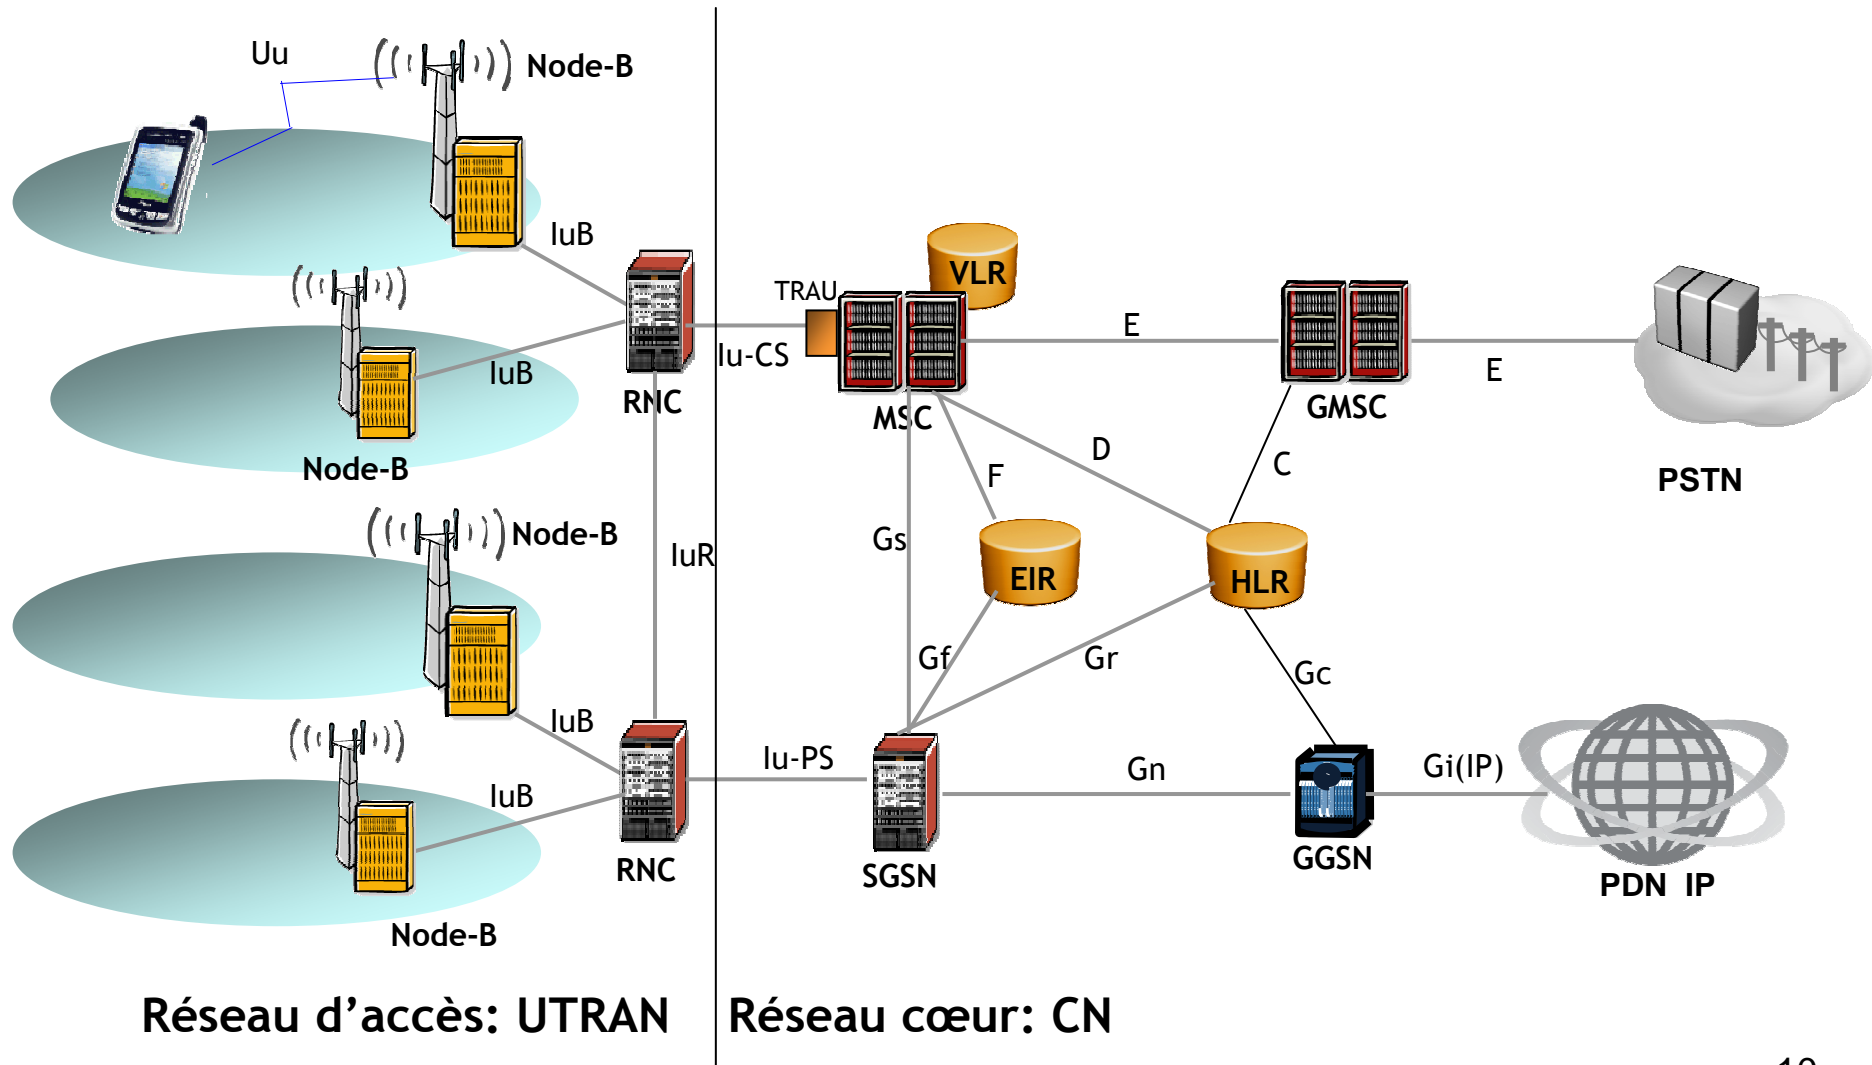 Uu
Node-B
IuB
VLR
TRAU
Iu-CS
E
E
IuB
RNC
MSC
GMSC
Node-B
D
C
F
PSTN
Node-B
Gs
IuR
EIR
HLR
Gf
Gr
Gc
IuB
Iu-PS
Gn
Gi(IP)
IuB
RNC
SGSN
GGSN
PDN IP
Node-B
Réseau d’accès: UTRAN
Réseau cœur: CN